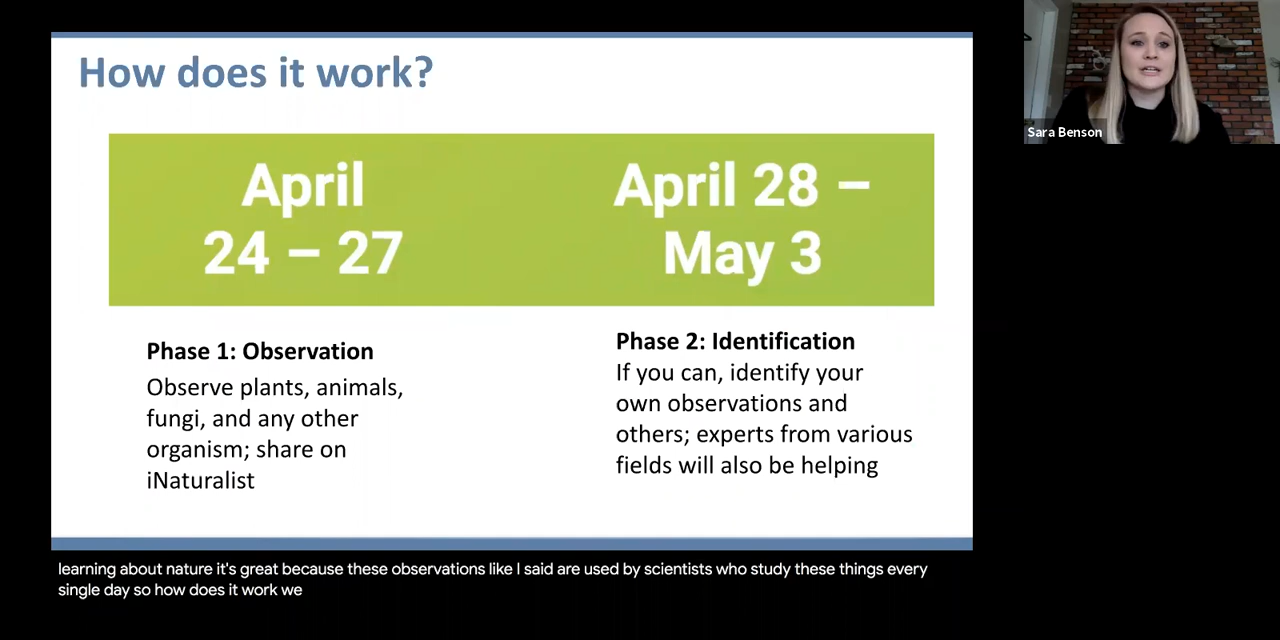 How does it work?
April
24 – 27
April 28 –
May 3
Phase 1: Observation
Observe plants, animals,
fungi, and any other
organism; share on
iNaturalist
Phase 2: Identification
If you can, identify your
own observations and
others; experts from various
fields will also be helping
Sara Benson
learning about nature it's great because these observations like I said are used by scientists who study these things every
single day so how does it work we